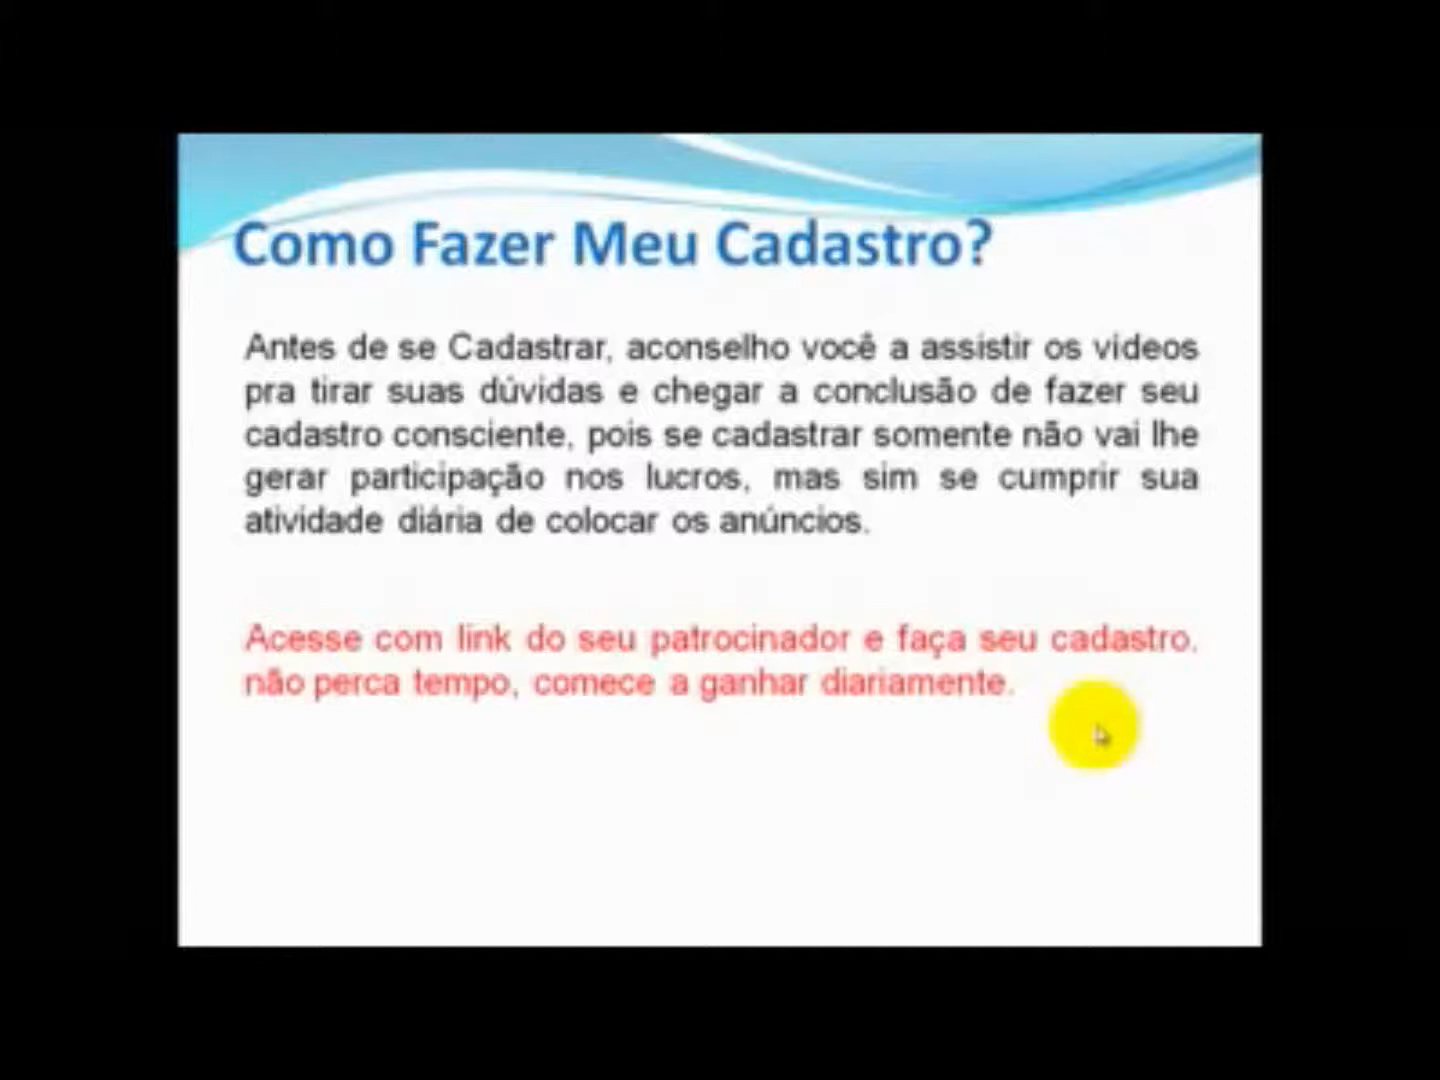 Como Fazer Meu Cadastro?
Antes de se Cadastrar, aconselho você a assistir os videos
pra tirar suas dúvidas e chegar a conclusão de fazer seu
cadastro consciente, pois se cadastrar somente não vai lhe
gerar participação nos lucros, mas sim se cumprir sua
atividade diária de colocar os anúncios.
Acesse com link do seu patrocinador e faça seu cadastro,
não perca tempo, comece a ganhar diariamente.